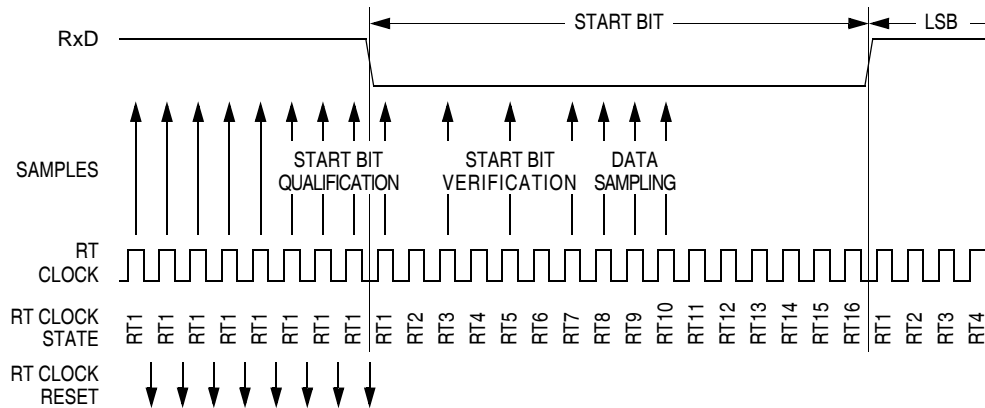 START BIT LSB
RxD
SAMPLES
START BIT
QUALIFICATION
START BIT
VERIFICATION
DATA
SAMPLING
RT
CLOCK
RT CLOCK
STATE
RT1 RT1 RT1 RT1 RT1 RT1 RT1 RT1 RT1 RT2 RT3 RT4 RT5 RT6 RT7 RT8 RT9 RT10 RT11 RT12 RT13 RT14 RT15 RT16 RT1 RT2 RT3 RT4
RT CLOCK
RESET